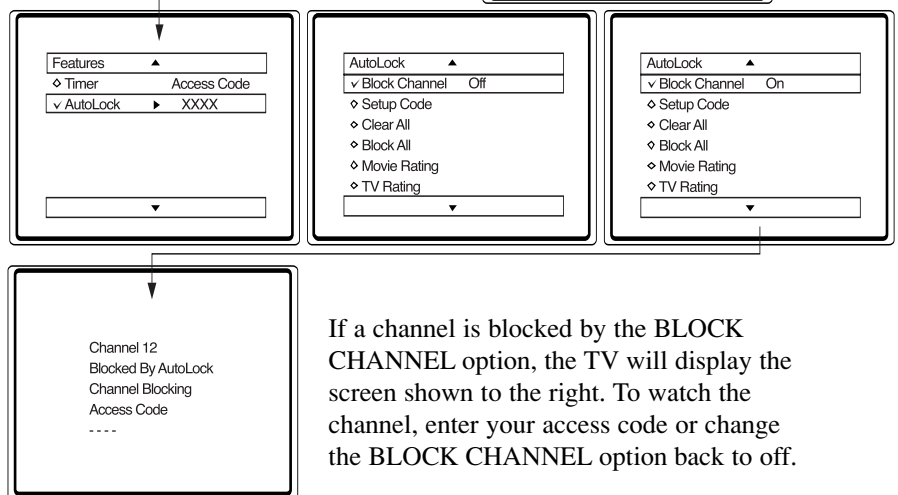 Features ▲
◇ Timer Access Code
✓ AutoLock ▶ XXXX
▼
AutoLock ▲
✓ Block Channel Off
◇ Setup Code
◇ Clear All
◇ Block All
◇ Movie Rating
◇ TV Rating
▼
AutoLock ▲
✓ Block Channel On
◇ Setup Code
◇ Clear All
◇ Block All
◇ Movie Rating
◇ TV Rating
▼
Channel 12
Blocked By AutoLock
Channel Blocking
Access Code
- - - -
If a channel is blocked by the BLOCK
CHANNEL option, the TV will display the
screen shown to the right. To watch the
channel, enter your access code or change
the BLOCK CHANNEL option back to off.